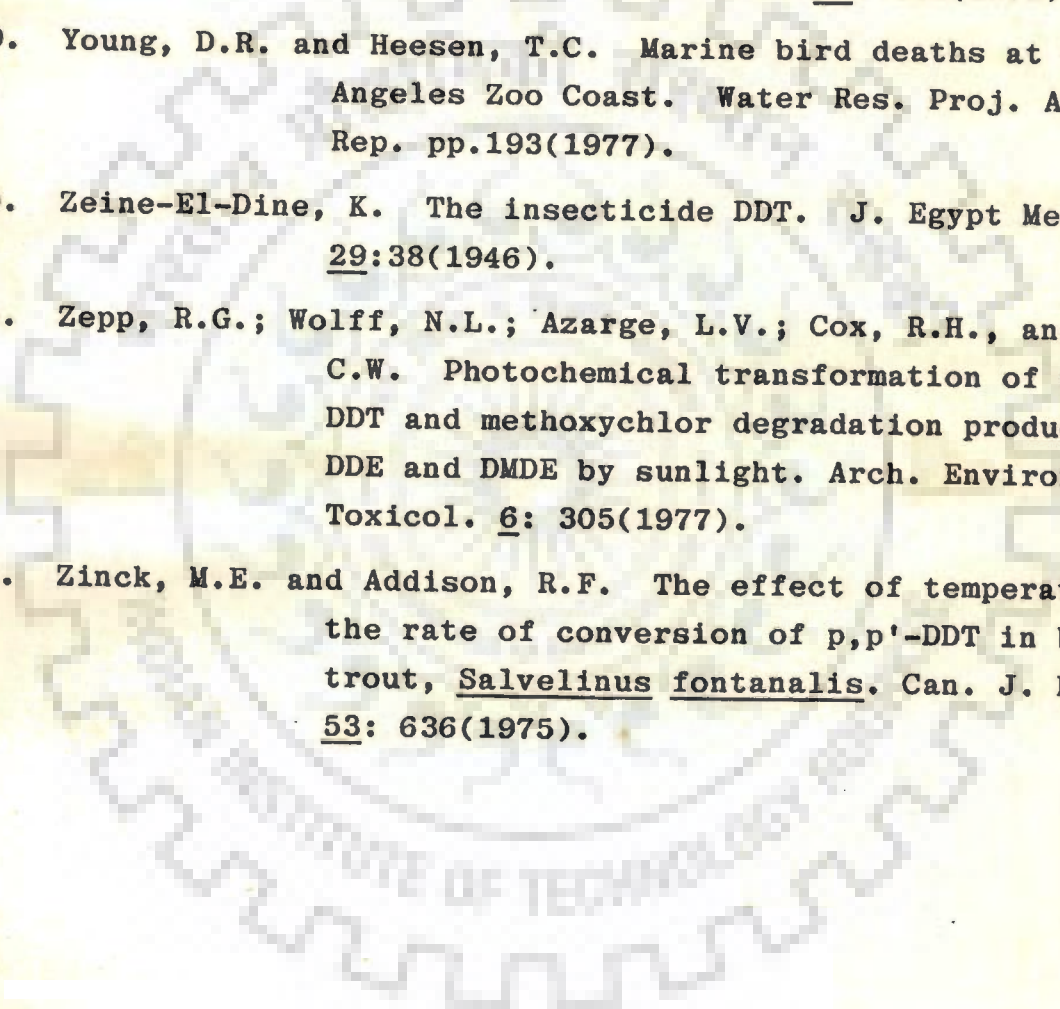 . Young, D.R. and Heesen, T.C. Marine bird deaths at
Angeles Zoo Coast. Water Res. Proj. A
Rep. pp.193(1977).
. Zeine-El-Dine, K. The insecticide DDT. J. Egypt Me
29:38(1946).
. Zepp, R.G.; Wolff, N.L.; Azarge, L.V.; Cox, R.H., an
C.W. Photochemical transformation of
DDT and methoxychlor degradation produ
DDE and DMDE by sunlight. Arch. Enviro
Toxicol. 6: 305(1977).
. Zinck, M.E. and Addison, R.F. The effect of tempera
the rate of conversion of p,p'-DDT in
trout, Salvelinus fontanalis. Can. J.
53: 636(1975).
INSTITUTE OF TECHNOLOGY